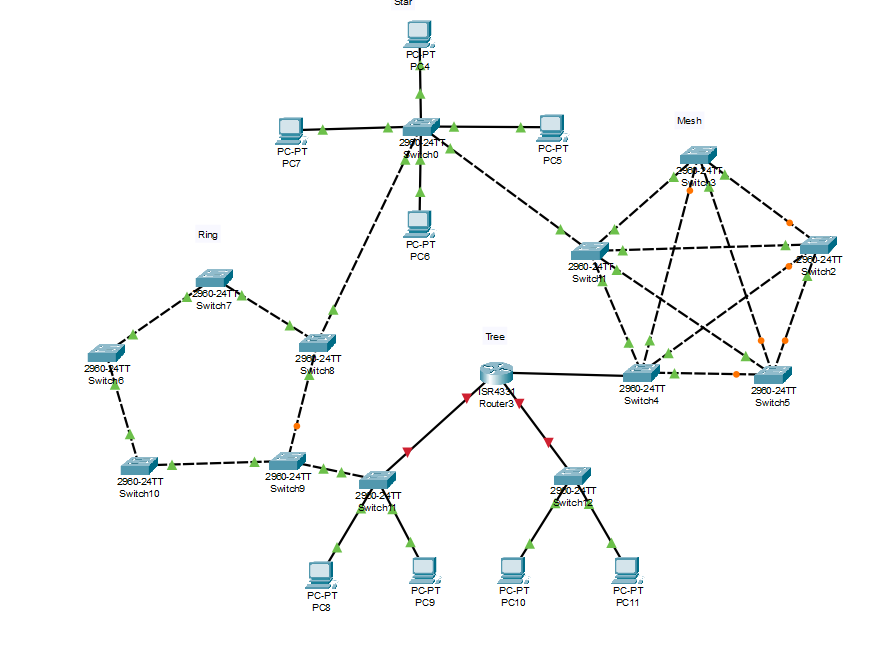 Star
PC-PT
PC4
PC-PT
PC7
2960-24TT
Switch0
PC-PT
PC5
Mesh
2960-24TT
Switch3
PC-PT
PC6
Ring
2960-24TT
Switch1
2960-24TT
Switch2
2960-24TT
Switch7
Tree
2960-24TT
Switch8
2960-24TT
Switch6
ISR4331
Router3
2960-24TT
Switch4
2960-24TT
Switch5
2960-24TT
Switch10
2960-24TT
Switch9
2960-24TT
Switch11
2960-24TT
Switch12
PC-PT
PC8
PC-PT
PC9
PC-PT
PC10
PC-PT
PC11